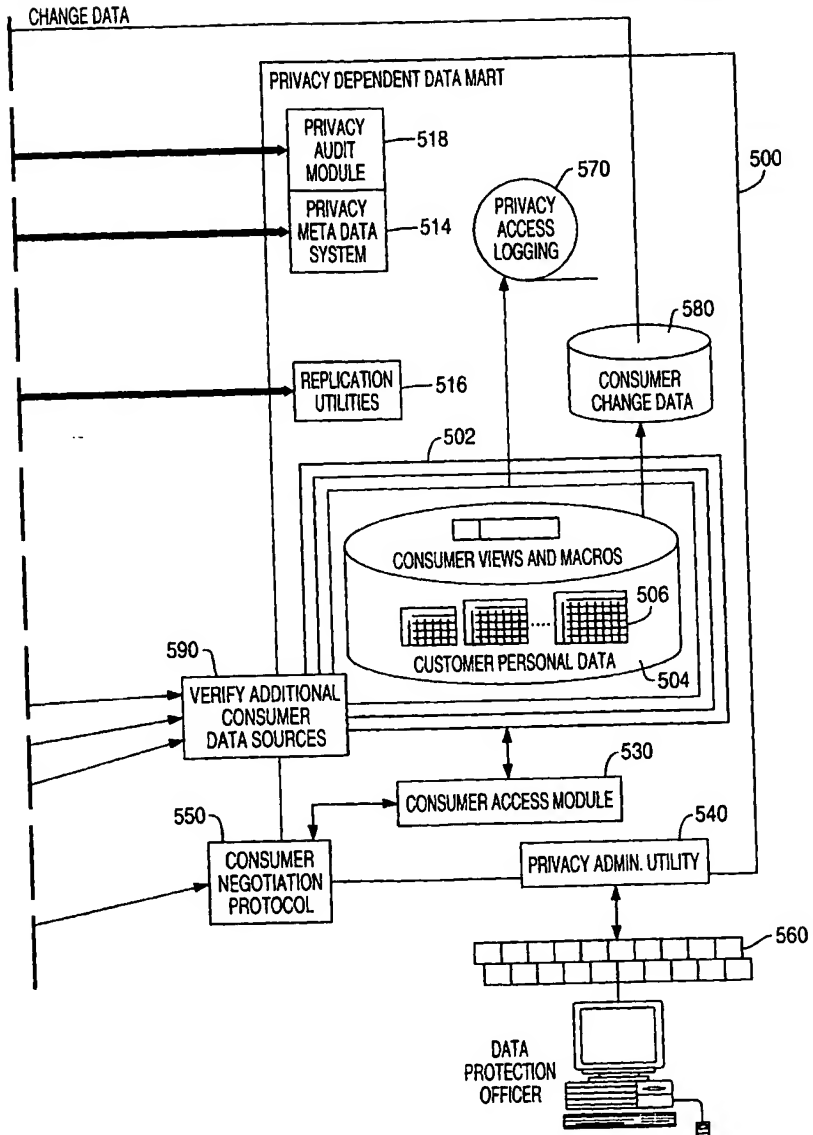 CHANGE DATA
PRIVACY DEPENDENT DATA MART
PRIVACY
AUDIT
MODULE
518
570
500
PRIVACY
META DATA
SYSTEM
514
PRIVACY
ACCESS
LOGGING
580
REPLICATION
UTILITIES
516
CONSUMER
CHANGE DATA
502
CONSUMER VIEWS AND MACROS
506
CUSTOMER PERSONAL DATA
504
590
VERIFY ADDITIONAL
CONSUMER
DATA SOURCES
530
CONSUMER ACCESS MODULE
550
CONSUMER
NEGOTIATION
PROTOCOL
540
PRIVACY ADMIN. UTILITY
560
DATA
PROTECTION
OFFICER